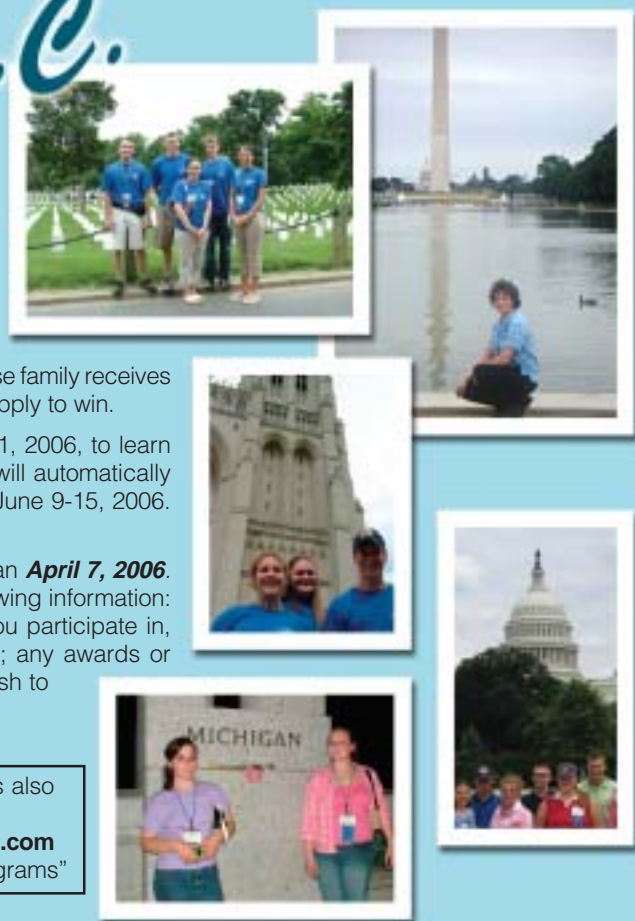 .C.
se family receives
pply to win.
1, 2006, to learn
will automatically
June 9-15, 2006.
an April 7, 2006.
wing information:
ou participate in,
; any awards or
sh to
s also
.com
grams"
MICHIGAN